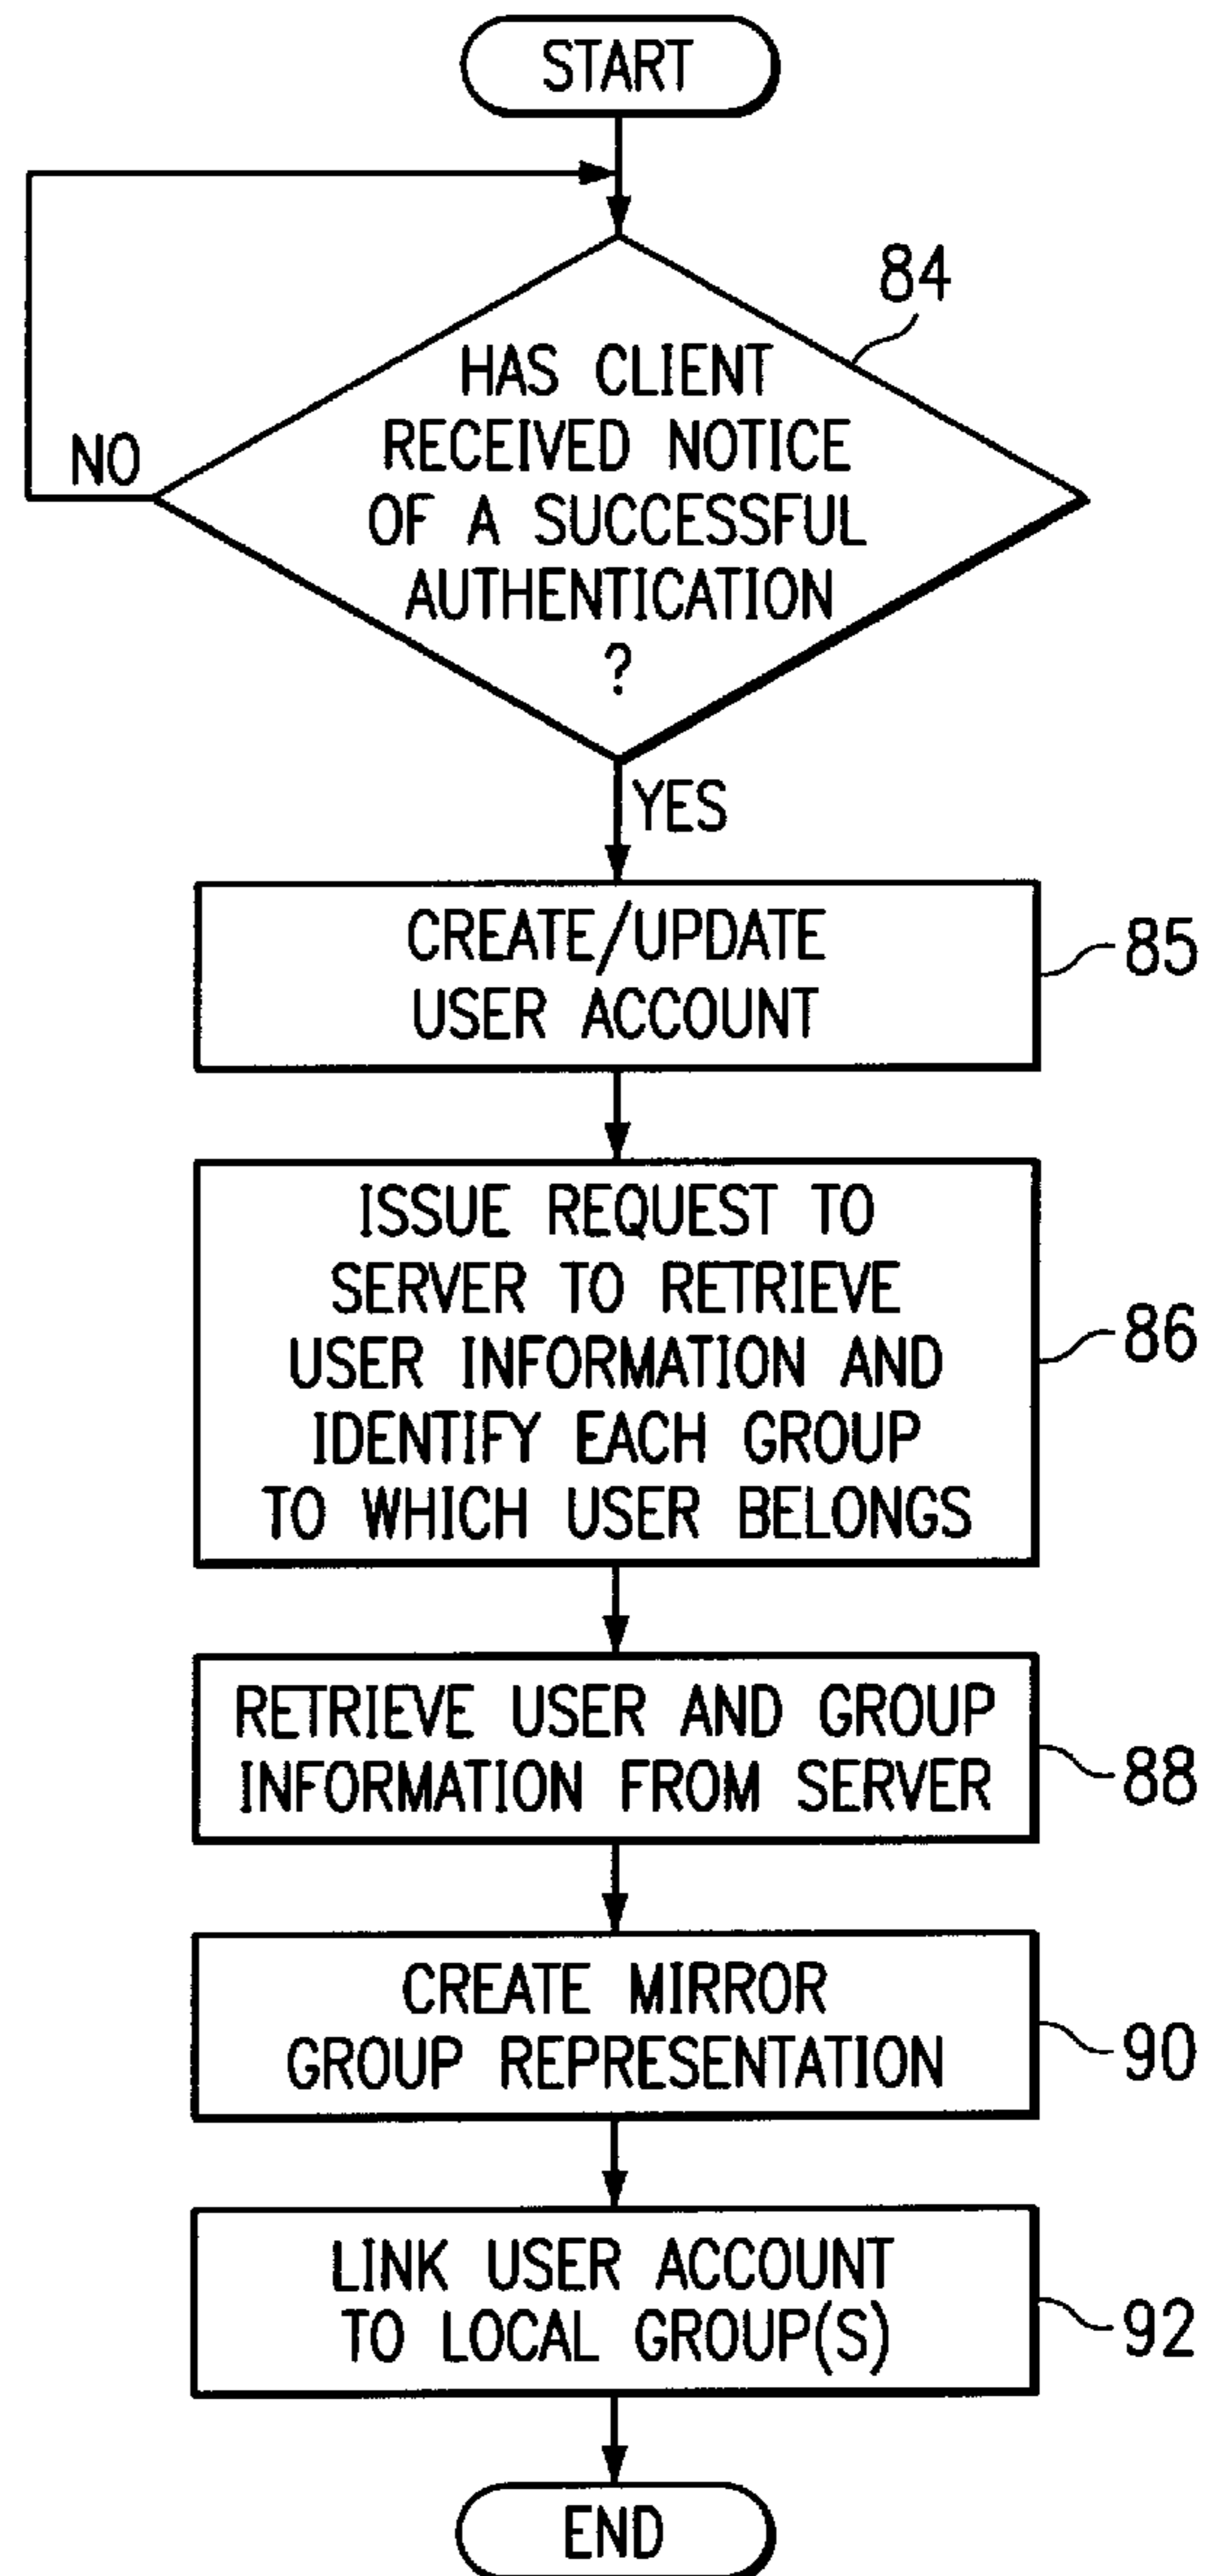 START
84
HAS CLIENT
RECEIVED NOTICE
OF A SUCCESSFUL
AUTHENTICATION
?
NO
YES
CREATE/UPDATE
USER ACCOUNT
85
ISSUE REQUEST TO
SERVER TO RETRIEVE
USER INFORMATION AND
IDENTIFY EACH GROUP
TO WHICH USER BELONGS
86
RETRIEVE USER AND GROUP
INFORMATION FROM SERVER
88
CREATE MIRROR
GROUP REPRESENTATION
90
LINK USER ACCOUNT
TO LOCAL GROUP(S)
92
END